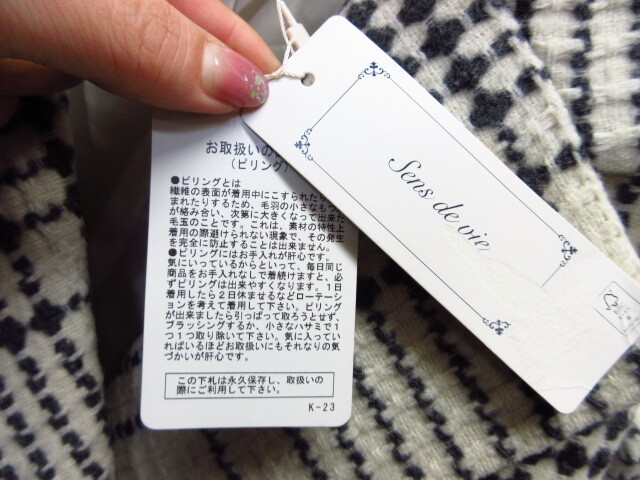 お取扱いの
（ピリング）
●ピリングとは
繊維の表面が着用中にこすられた
まれたりするため、毛羽の小さなも
が絡み合い、次第に大きくなって出来た
毛玉のことです。これは、素材の特性上
着用の際避けられない現象で、その発生
を完全に防止することは出来ません。
●ピリングにはお手入れが肝心です。
気にいっているからといって、毎日同じ
商品をお手入れなしで着続けますと、必
ずピリングは出来やすくなります。1日
着用したら2日休ませるなどローテーシ
ョンを考えて着用して下さい。ピリング
が出来ましたら引っぱって取ろうとせず、
ブラッシングするか、小さなハサミで1
つ1つ取り除いて下さい。気に入ってい
ればいるほどお取扱いにもそれなりの気
づかいが肝心です。
この下札は永久保存し、取扱いの
際にご利用して下さい。
K-23
Sens de vie